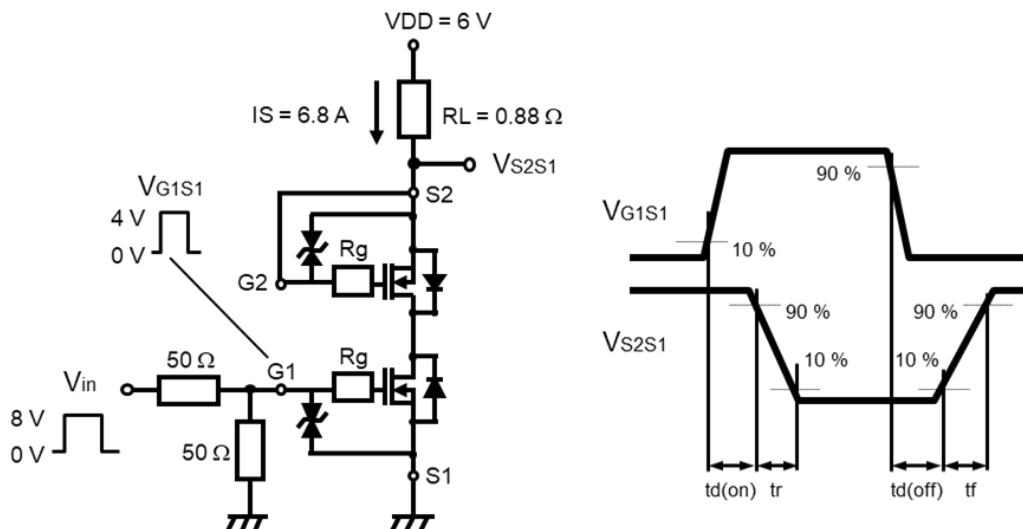 VDD = 6 V
IS = 6.8 A
RL = 0.88 Ω
VS2S1
S2
VG1S1
4 V
0 V
Rg
G2
50 Ω
G1
Rg
Vin
8 V
0 V
50 Ω
S1
90 %
VG1S1
10 %
90 %
90 %
VS2S1
10 %
10 %
td(on)
tr
td(off)
tf